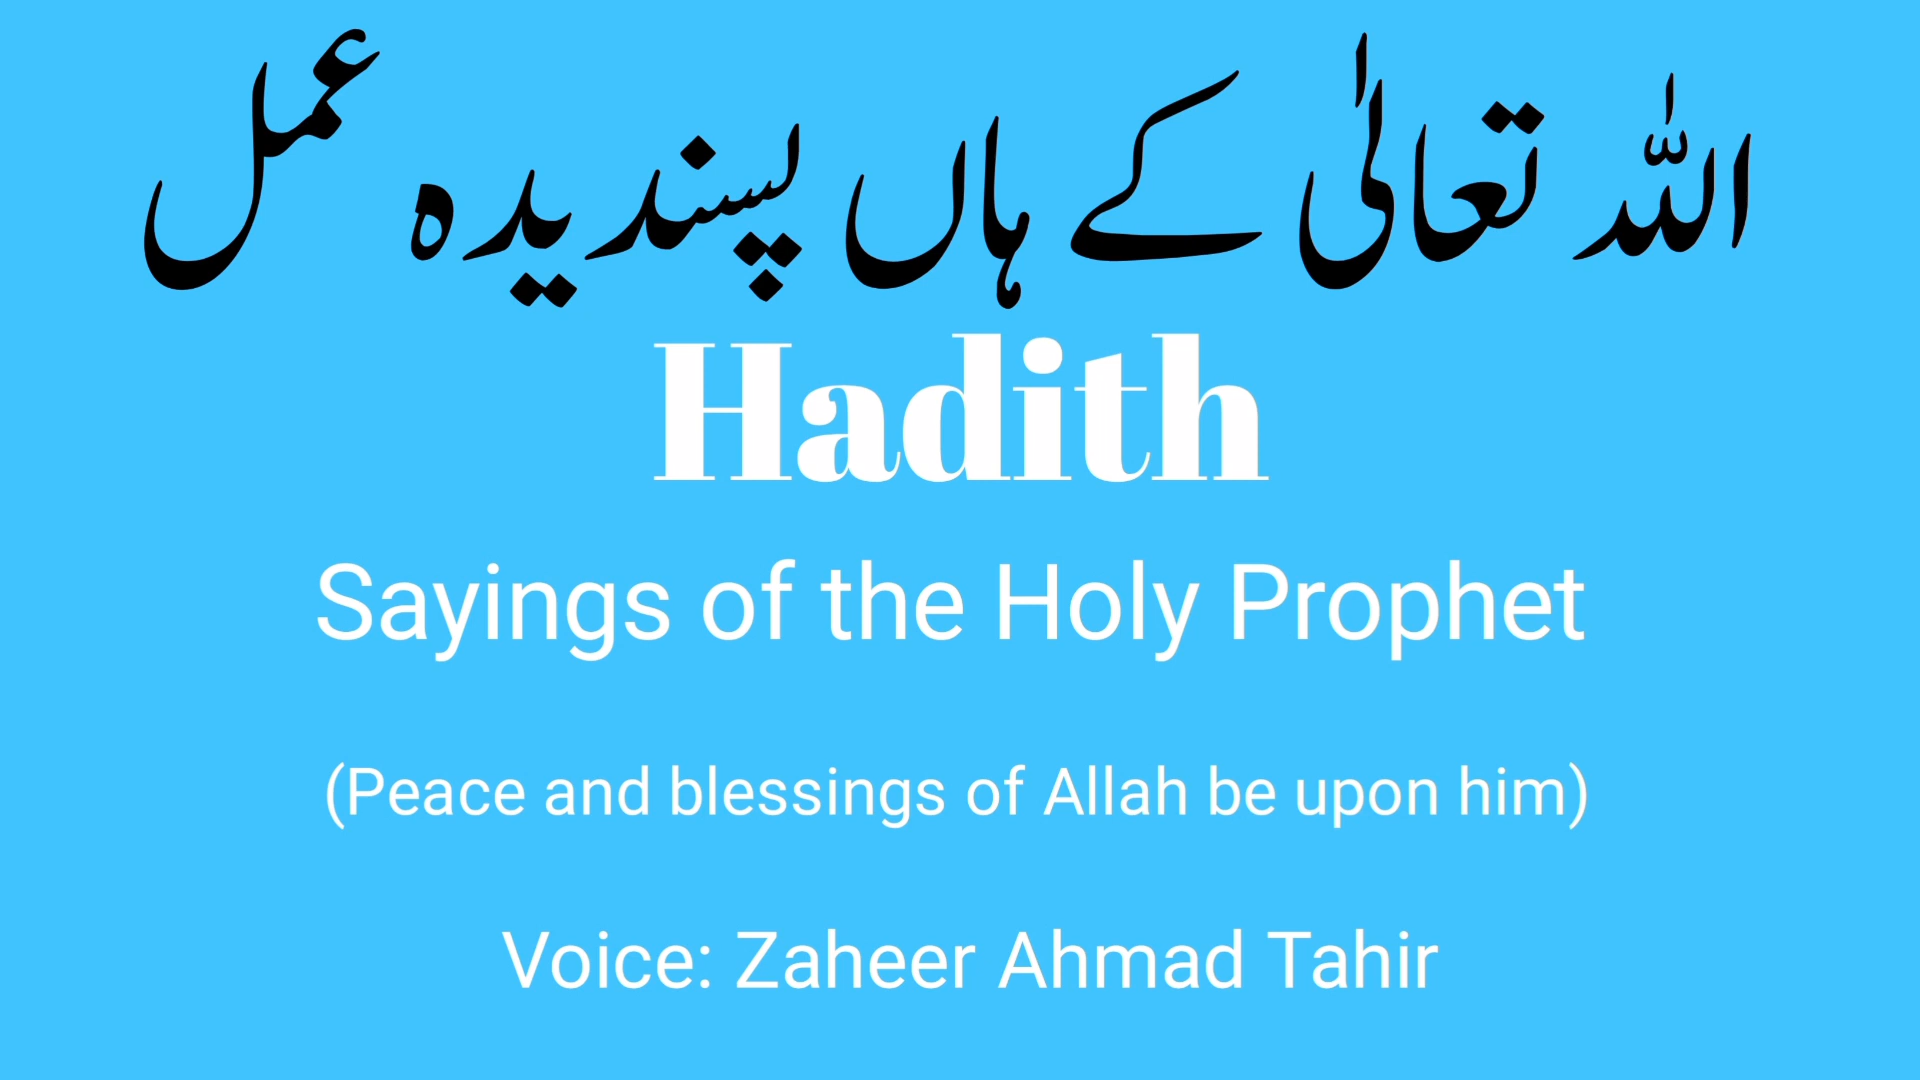 اللہ تعالیٰ کے ہاں پسندیدہ عمل
Hadith
Sayings of the Holy Prophet
(Peace and blessings of Allah be upon him)
Voice: Zaheer Ahmad Tahir